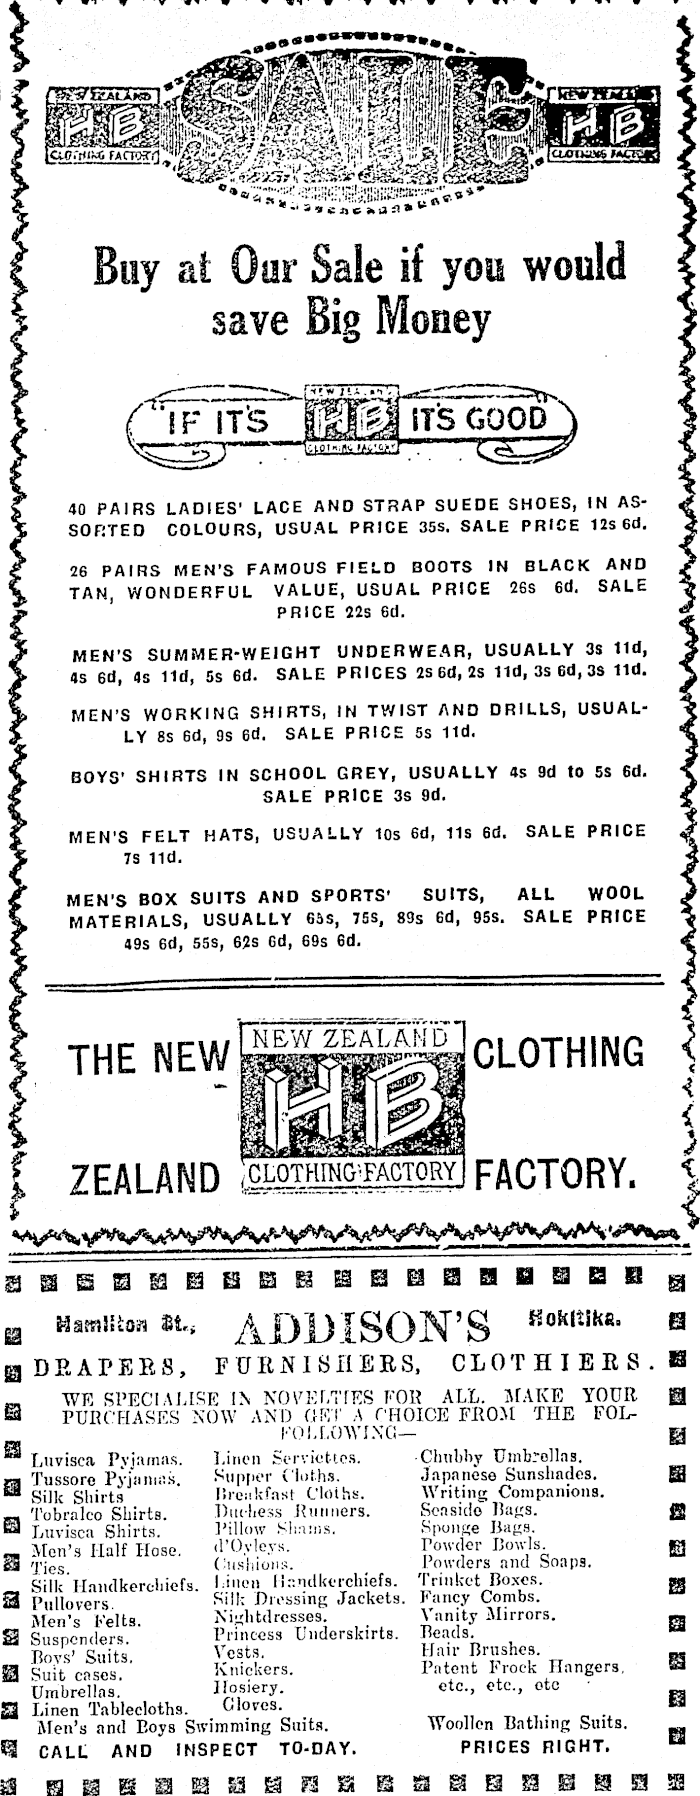 NEW ZEALAND
HB
CLOTHING FACTORY
SALE
NEW ZEALAND
HB
CLOTHING FACTORY
Buy at Our Sale if you would
save Big Money
"IF IT'S
NEW ZEALAND
HB
CLOTHING FACTORY
IT'S GOOD"
40 PAIRS LADIES' LACE AND STRAP SUEDE SHOES, IN AS-
SORTED COLOURS, USUAL PRICE 35s. SALE PRICE 12s 6d.
26 PAIRS MEN'S FAMOUS FIELD BOOTS IN BLACK AND
TAN, WONDERFUL VALUE, USUAL PRICE 26s 6d. SALE
PRICE 22s 6d.
MEN'S SUMMER-WEIGHT UNDERWEAR, USUALLY 3s 11d,
4s 6d, 4s 11d, 5s 6d. SALE PRICES 2s 6d, 2s 11d, 3s 6d, 3s 11d.
MEN'S WORKING SHIRTS, IN TWIST AND DRILLS, USUAL-
LY 8s 6d, 9s 6d. SALE PRICE 5s 11d.
BOYS' SHIRTS IN SCHOOL GREY, USUALLY 4s 9d to 5s 6d.
SALE PRICE 3s 9d.
MEN'S FELT HATS, USUALLY 10s 6d, 11s 6d. SALE PRICE
7s 11d.
MEN'S BOX SUITS AND SPORTS' SUITS, ALL WOOL
MATERIALS, USUALLY 65s, 75s, 89s 6d, 95s. SALE PRICE
49s 6d, 55s, 62s 6d, 69s 6d.
THE NEW
NEW ZEALAND
HB
CLOTHING FACTORY
CLOTHING
ZEALAND
FACTORY.
Hamilton St., ADDISON'S Hokitika.
DRAPERS, FURNISHERS, CLOTHIERS.
WE SPECIALISE IN NOVELTIES FOR ALL. MAKE YOUR
PURCHASES NOW AND GET A CHOICE FROM THE FOL-
FOLLOWING—
Luvisca Pyjamas.
Tussore Pyjamas.
Silk Shirts
Tobralco Shirts.
Luvisca Shirts.
Men's Half Hose.
Ties.
Silk Handkerchiefs.
Pullovers.
Men's Felts.
Suspenders.
Boys' Suits.
Suit cases.
Umbrellas.
Linen Tablecloths.
Men's and Boys Swimming Suits.
Linen Serviettes.
Supper Cloths.
Breakfast Cloths.
Duchess Runners.
Pillow Shams.
d'Oyleys.
Cushions.
Linen Handkerchiefs.
Silk Dressing Jackets.
Nightdresses.
Princess Underskirts.
Vests.
Knickers.
Hosiery.
Gloves.
Chubby Umbrellas.
Japanese Sunshades.
Writing Companions.
Seaside Bags.
Sponge Bags.
Powder Bowls.
Powders and Soaps.
Trinket Boxes.
Fancy Combs.
Vanity Mirrors.
Beads.
Hair Brushes.
Patent Frock Hangers.
etc., etc., etc
Woollen Bathing Suits.
CALL AND INSPECT TO-DAY. PRICES RIGHT.